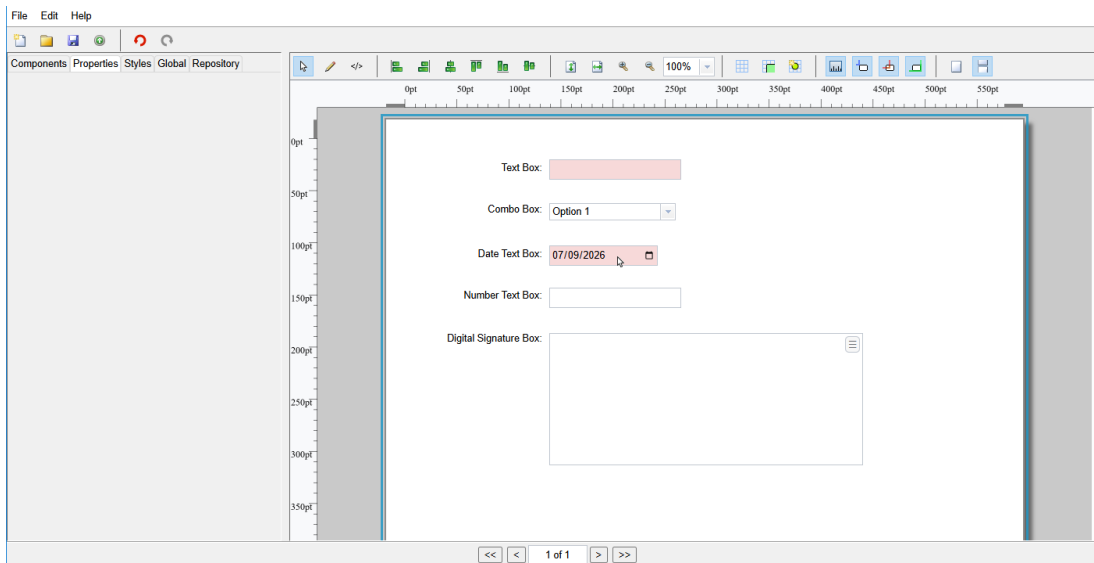 File Edit Help
Components Properties Styles Global Repository
</> 100%
0pt 50pt 100pt 150pt 200pt 250pt 300pt 350pt 400pt 450pt 500pt 550pt
0pt
50pt
100pt
150pt
200pt
250pt
300pt
350pt
Text Box:
Combo Box: Option 1
Date Text Box: 07/09/2026
Number Text Box:
Digital Signature Box:
<< < 1 of 1 > >>